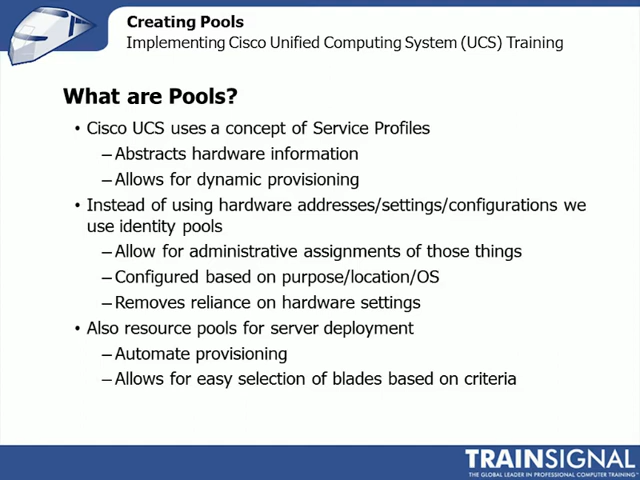 Creating Pools
Implementing Cisco Unified Computing System (UCS) Training
What are Pools?
• Cisco UCS uses a concept of Service Profiles
– Abstracts hardware information
– Allows for dynamic provisioning
• Instead of using hardware addresses/settings/configurations we
use identity pools
– Allow for administrative assignments of those things
– Configured based on purpose/location/OS
– Removes reliance on hardware settings
• Also resource pools for server deployment
– Automate provisioning
– Allows for easy selection of blades based on criteria
TRAINSIGNAL
THE GLOBAL LEADER IN PROFESSIONAL COMPUTER TRAINING